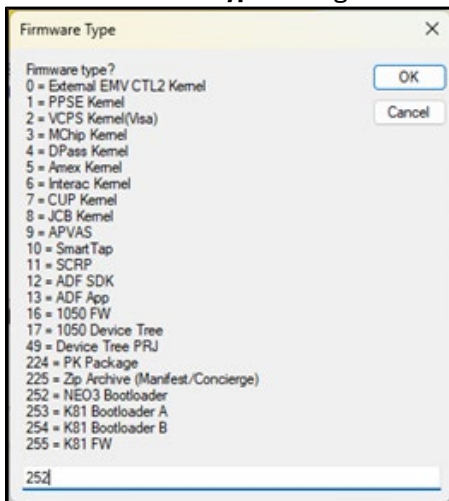 Firmware Type
Firmware type?
0 = External EMV CTL2 Kernel
1 = PPSE Kernel
2 = VCPS Kernel(Visa)
3 = MChip Kernel
4 = DPass Kernel
5 = Amex Kernel
6 = Interac Kernel
7 = CUP Kernel
8 = JCB Kernel
9 = APVAS
10 = SmartTap
11 = SCRP
12 = ADF SDK
13 = ADF App
16 = 1050 FW
17 = 1050 Device Tree
49 = Device Tree PRJ
224 = PK Package
225 = Zip Archive (Manifest/Concierge)
252 = NEO3 Bootloader
253 = K81 Bootloader A
254 = K81 Bootloader B
255 = K81 FW
OK
Cancel
252